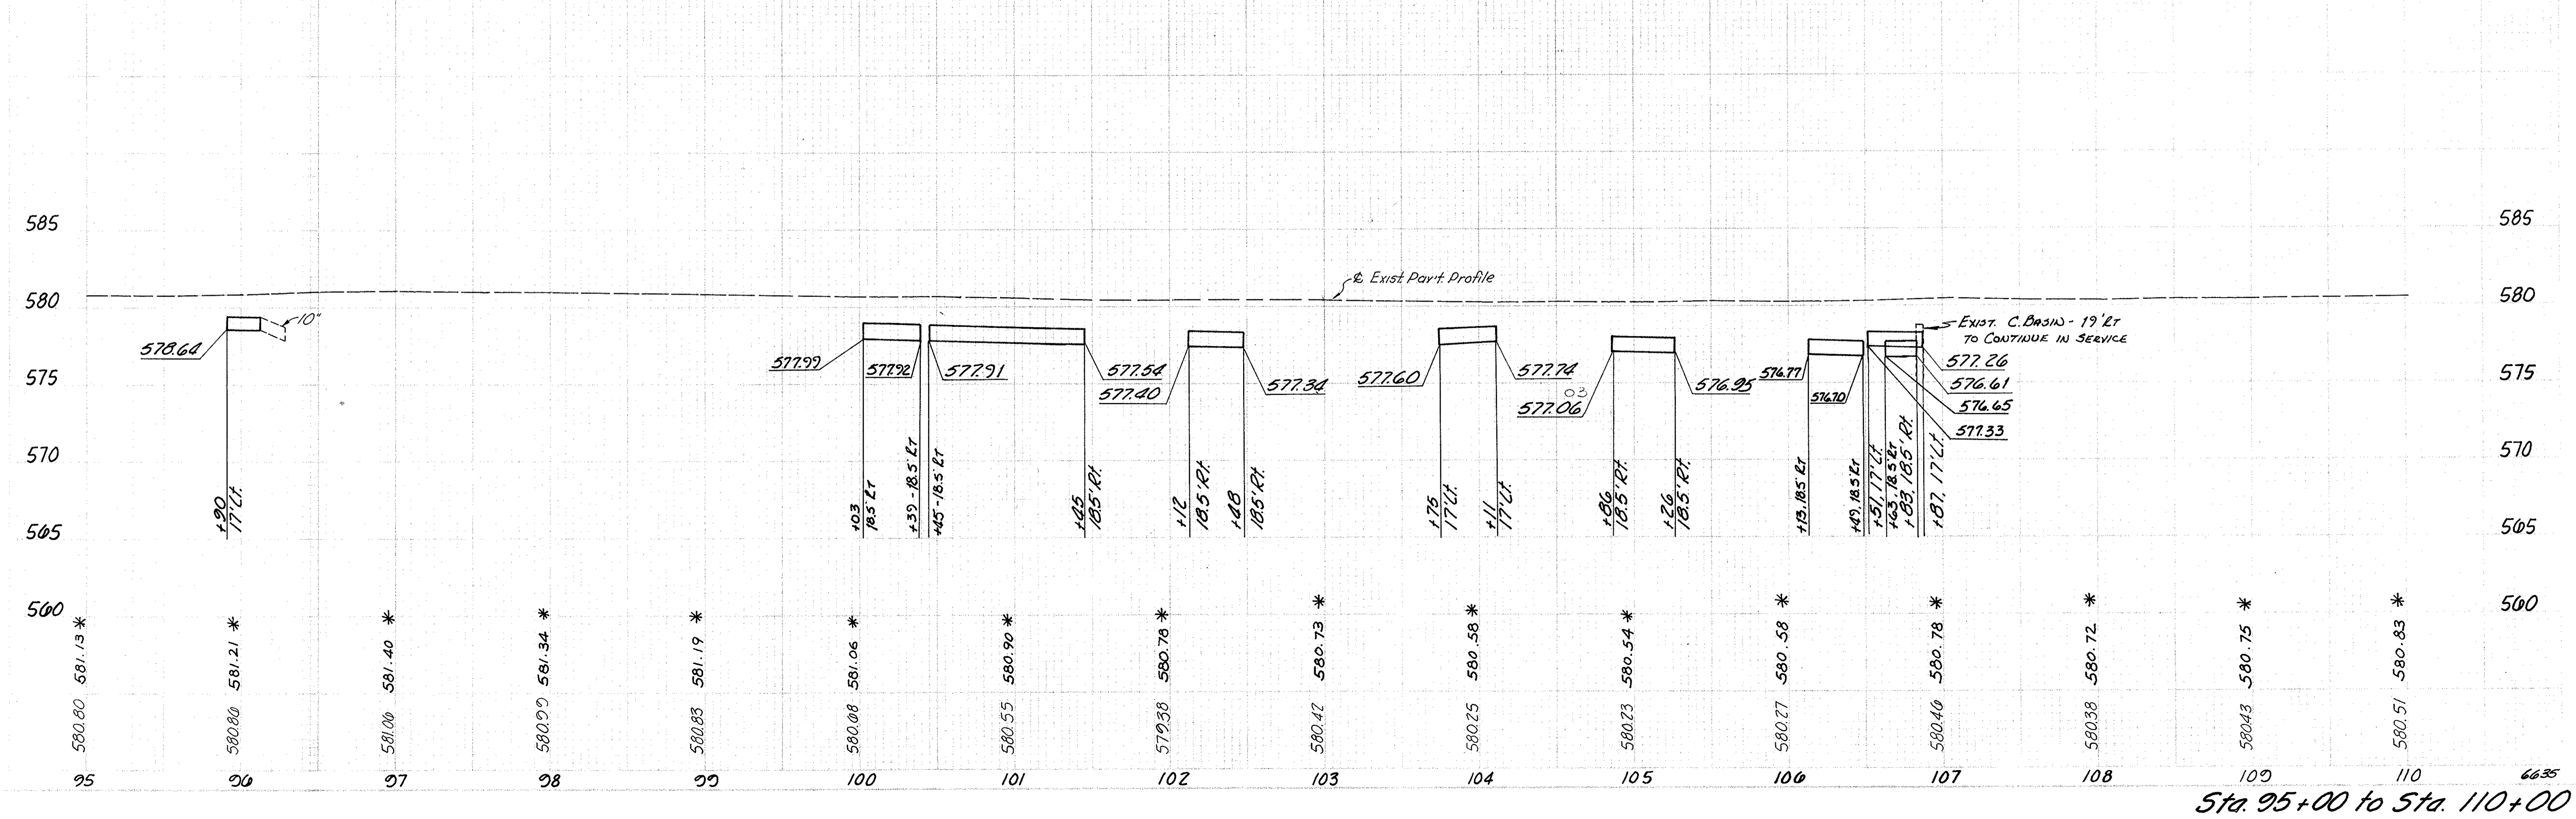 585 585
℄ Exist Pav't Profile
580 580
10"
EXIST. C. BASIN - 19' RT
TO CONTINUE IN SERVICE
578.64
577.99
577.92
577.91
577.54
577.40
577.34
577.60
577.74
03
577.06
576.95
576.77
576.70
577.26
576.61
576.65
577.33
575 575
570 570
+90
17' Lt.
+03
18.5' RT
+39 - 18.5' RT
+45 - 18.5' RT
+45
18.5' Rt.
+12
18.5' Rt.
+48
18.5' Rt.
+75
17' Lt.
+11
17' Lt.
+86
18.5' Rt.
+26
18.5' Rt.
+13, 18.5' RT
+49, 18.5' RT
+51, 17' Lt.
+63, 18.5' RT
+83, 18.5' Rt.
+87, 17' Lt.
565 565
560 560
581.13 * 581.21 * 581.40 * 581.34 * 581.19 * 581.06 * 580.90 * 580.78 * 580.73 * 580.58 * 580.54 * 580.58 * 580.78 * 580.72 * 580.75 * 580.83 *
580.80 580.86 581.06 580.99 580.83 580.68 580.55 579.38 580.42 580.25 580.23 580.27 580.46 580.38 580.43 580.51
95 96 97 98 99 100 101 102 103 104 105 106 107 108 109 110 6635
Sta. 95+00 to Sta. 110+00